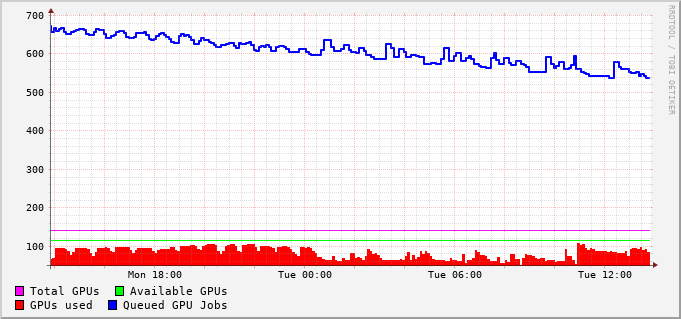 700
600
500
400
300
200
100
Mon 18:00 Tue 00:00 Tue 06:00 Tue 12:00
Total GPUs Available GPUs
GPUs used Queued GPU Jobs
RRDTOOL / TOBI OETIKER